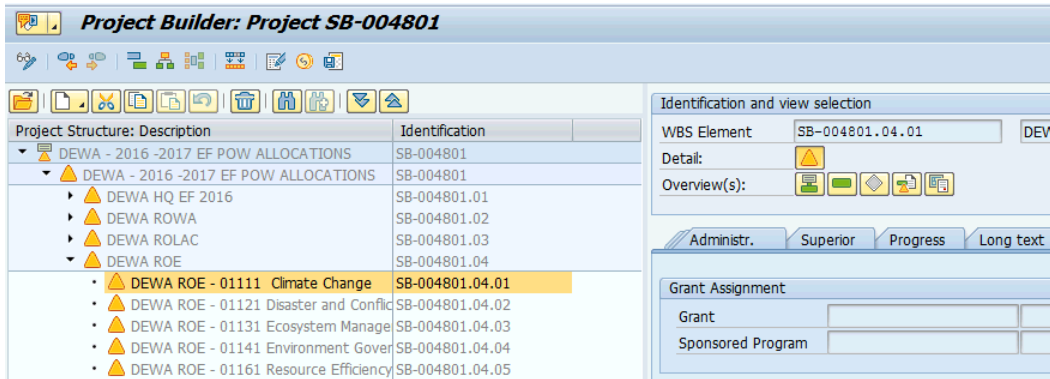 Project Builder: Project SB-004801
Project Structure: Description Identification
DEWA - 2016 -2017 EF POW ALLOCATIONS SB-004801
DEWA - 2016 -2017 EF POW ALLOCATIONS SB-004801
DEWA HQ EF 2016 SB-004801.01
DEWA ROWA SB-004801.02
DEWA ROLAC SB-004801.03
DEWA ROE SB-004801.04
DEWA ROE - 01111 Climate Change SB-004801.04.01
DEWA ROE - 01121 Disaster and Conflic SB-004801.04.02
DEWA ROE - 01131 Ecosystem Manage SB-004801.04.03
DEWA ROE - 01141 Environment Gover SB-004801.04.04
DEWA ROE - 01161 Resource Efficiency SB-004801.04.05
Identification and view selection
WBS Element SB-004801.04.01 DEW
Detail:
Overview(s):
Administr. Superior Progress Long text
Grant Assignment
Grant
Sponsored Program